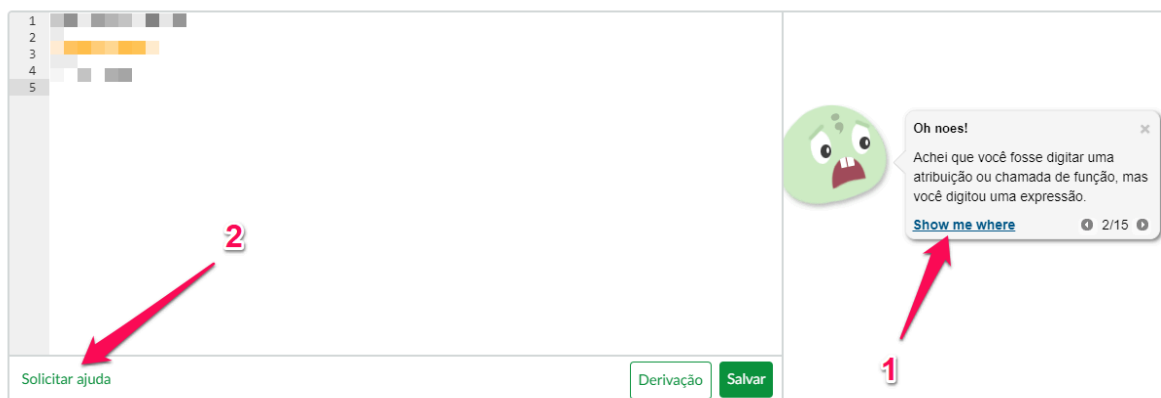 1
2
3
4
5
Oh noes!
Achei que você fosse digitar uma
atribuição ou chamada de função, mas
você digitou uma expressão.
Show me where
2/15
2
1
Solicitar ajuda
Derivação
Salvar